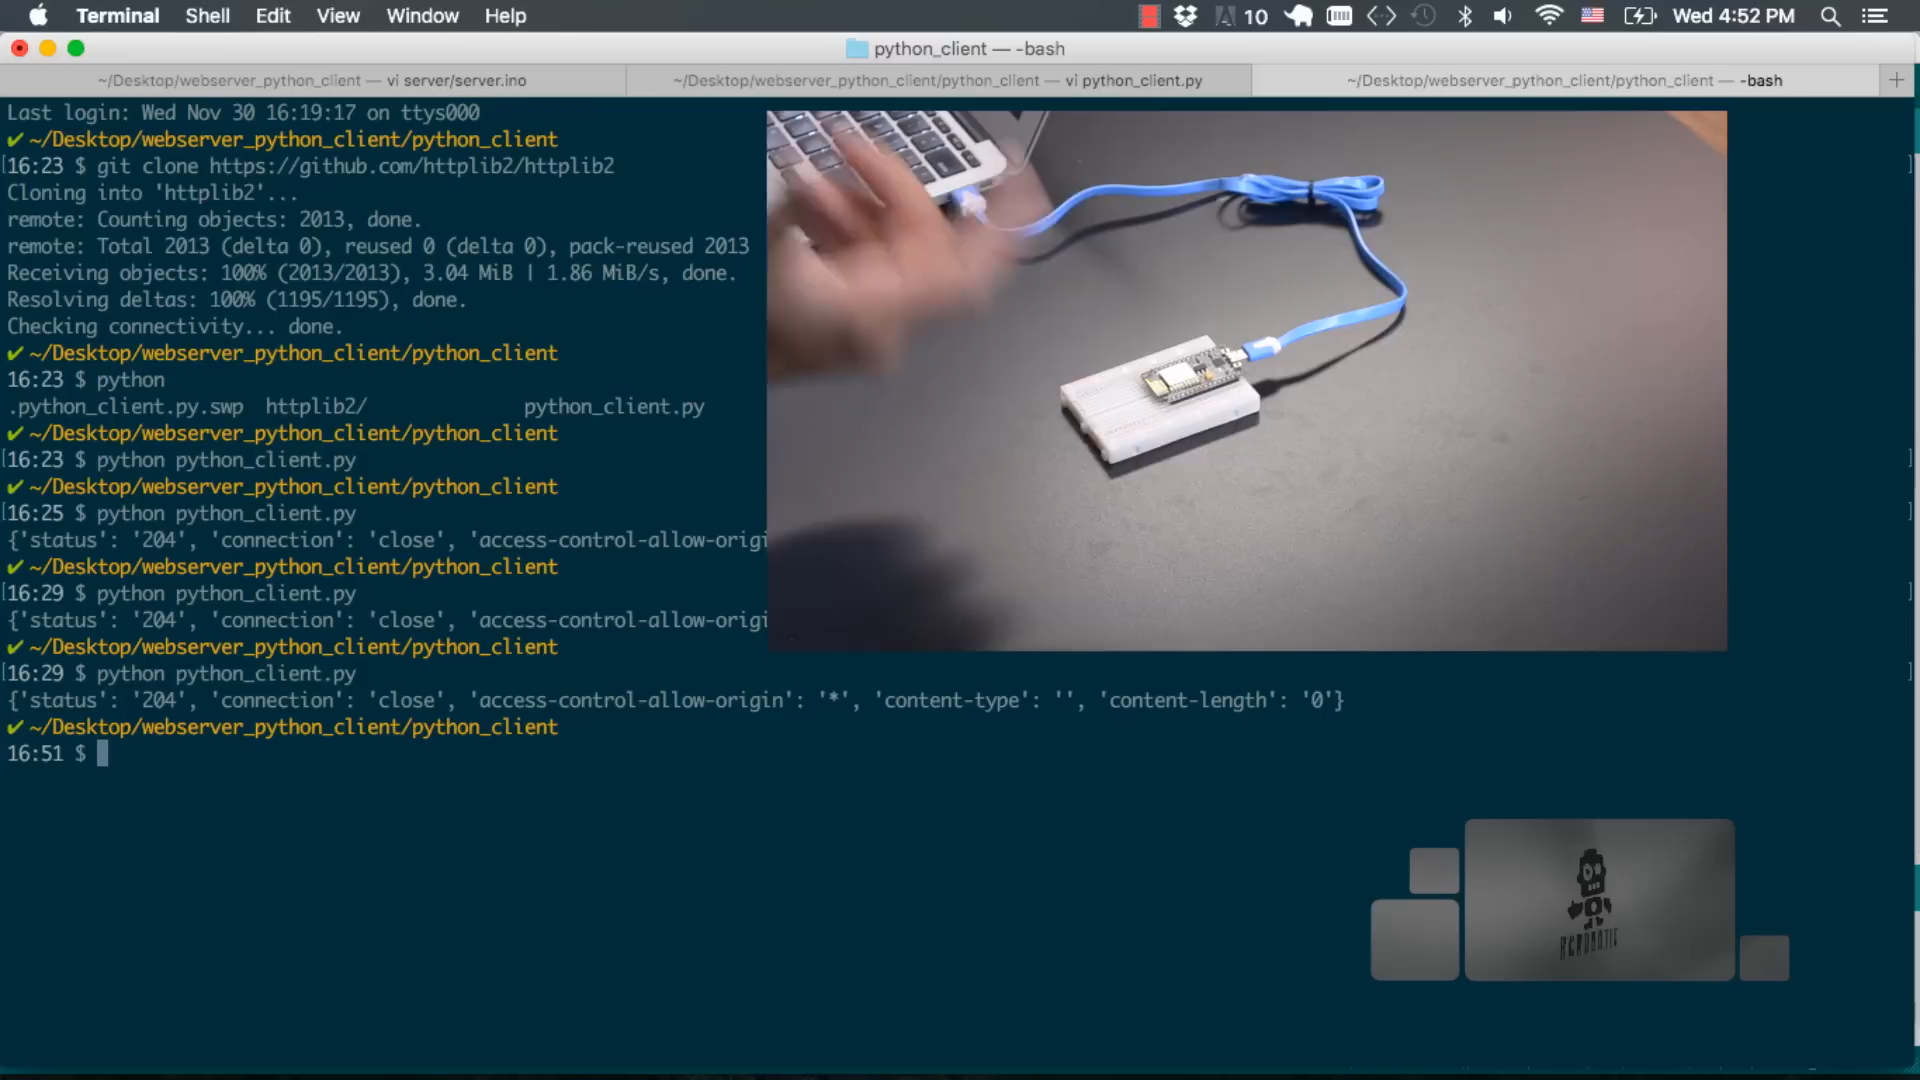 Terminal Shell Edit View Window Help 10 Wed 4:52 PM
python_client — -bash
~/Desktop/webserver_python_client — vi server/server.ino ~/Desktop/webserver_python_client/python_client — vi python_client.py ~/Desktop/webserver_python_client/python_client — -bash
Last login: Wed Nov 30 16:19:17 on ttys000
✔ ~/Desktop/webserver_python_client/python_client
[16:23 $ git clone https://github.com/httplib2/httplib2 ]
Cloning into 'httplib2'...
remote: Counting objects: 2013, done.
remote: Total 2013 (delta 0), reused 0 (delta 0), pack-reused 2013
Receiving objects: 100% (2013/2013), 3.04 MiB | 1.86 MiB/s, done.
Resolving deltas: 100% (1195/1195), done.
Checking connectivity... done.
✔ ~/Desktop/webserver_python_client/python_client
16:23 $ python
.python_client.py.swp httplib2/ python_client.py
✔ ~/Desktop/webserver_python_client/python_client
[16:23 $ python python_client.py ]
✔ ~/Desktop/webserver_python_client/python_client
[16:25 $ python python_client.py ]
{'status': '204', 'connection': 'close', 'access-control-allow-origi
✔ ~/Desktop/webserver_python_client/python_client
[16:29 $ python python_client.py ]
{'status': '204', 'connection': 'close', 'access-control-allow-origi
✔ ~/Desktop/webserver_python_client/python_client
[16:29 $ python python_client.py ]
{'status': '204', 'connection': 'close', 'access-control-allow-origin': '*', 'content-type': '', 'content-length': '0'}
✔ ~/Desktop/webserver_python_client/python_client
16:51 $
ACROBOTIC